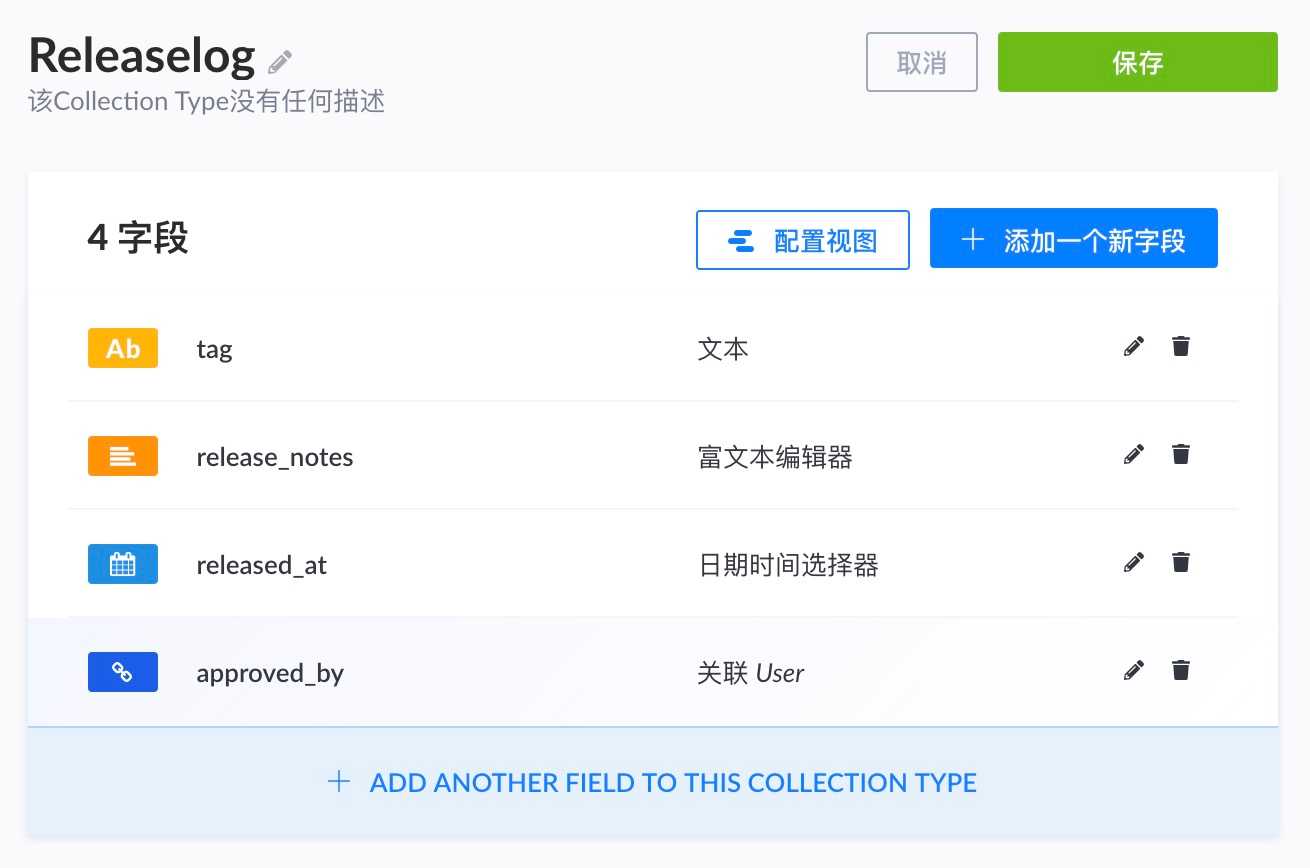 Releaselog
取消
保存
该Collection Type没有任何描述
4 字段
配置视图
添加一个新字段
Ab tag 文本
release_notes 富文本编辑器
released_at 日期时间选择器
approved_by 关联 User
ADD ANOTHER FIELD TO THIS COLLECTION TYPE